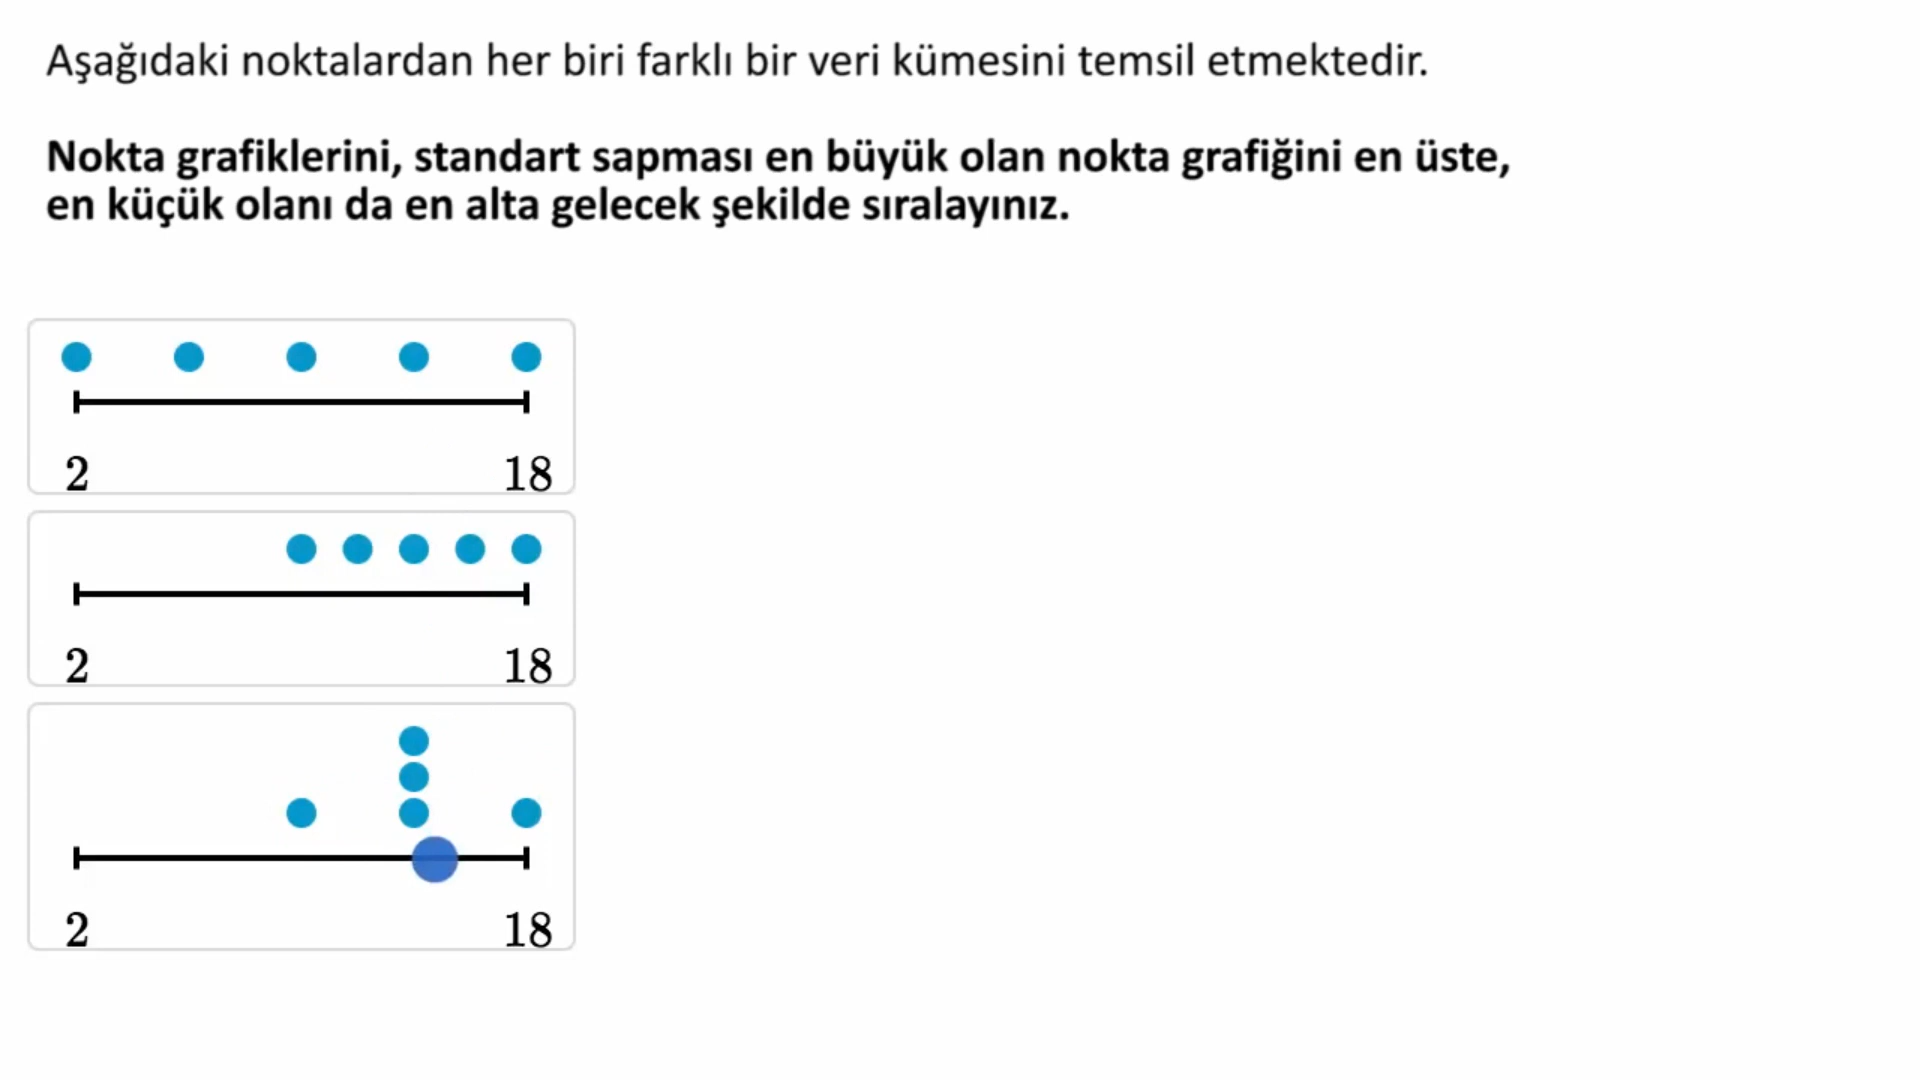 Aşağıdaki noktalardan her biri farklı bir veri kümesini temsil etmektedir.
Nokta grafiklerini, standart sapması en büyük olan nokta grafiğini en üste,
en küçük olanı da en alta gelecek şekilde sıralayınız.
2 18
2 18
2 18